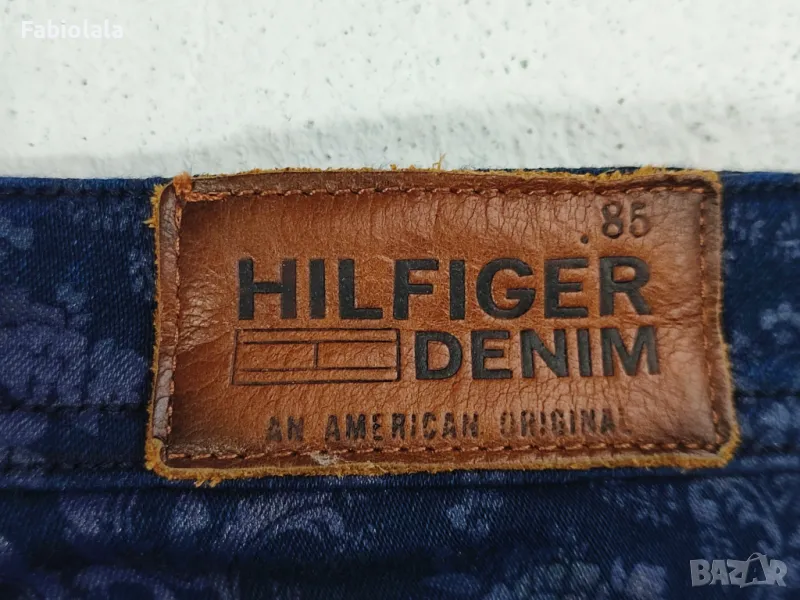 Fabiolala
.85
HILFIGER
DENIM
AN AMERICAN ORIGINAL
BAZAR